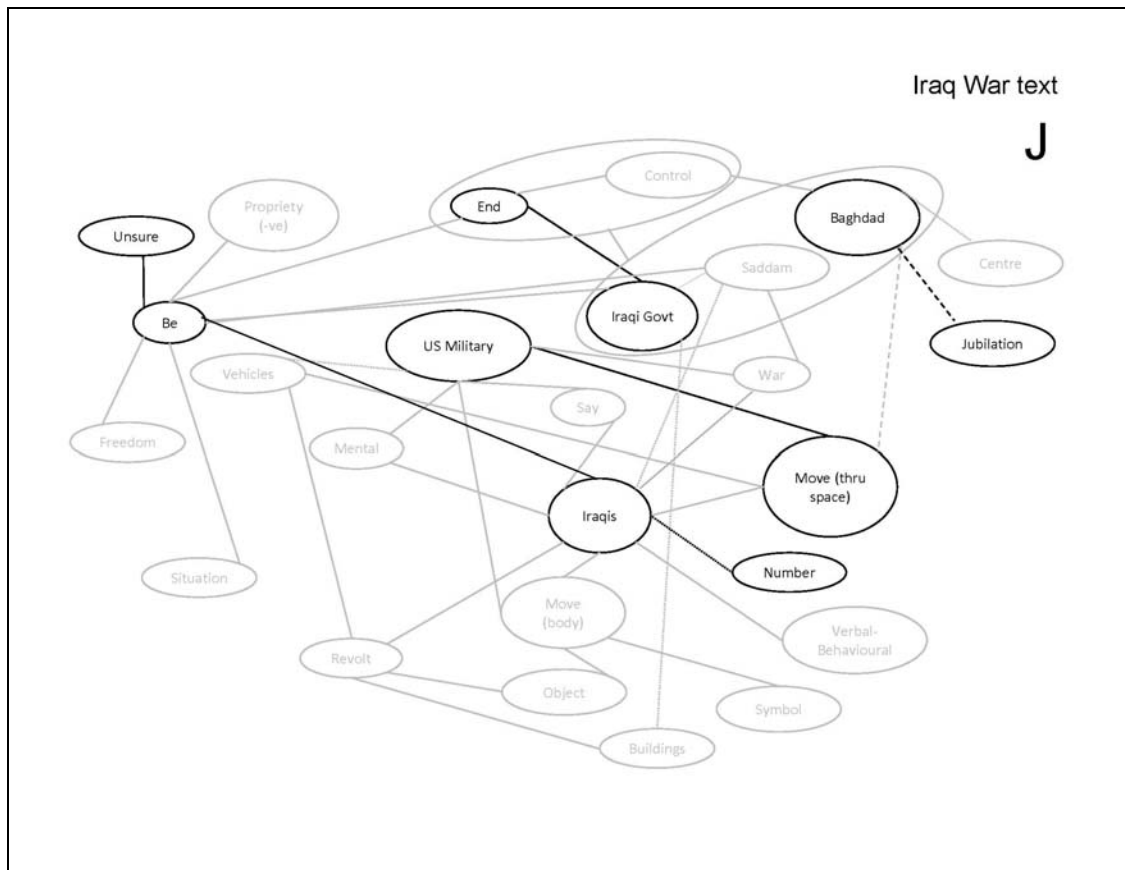 Iraq War text
J
Control
Propriety
(-ve)
End
Baghdad
Unsure
Centre
Saddam
Iraqi Govt
Be
US Military
Jubilation
Vehicles
War
Say
Freedom
Mental
Move (thru
space)
Iraqis
Situation
Number
Move
(body)
Verbal-
Behavioural
Revolt
Object
Symbol
Buildings